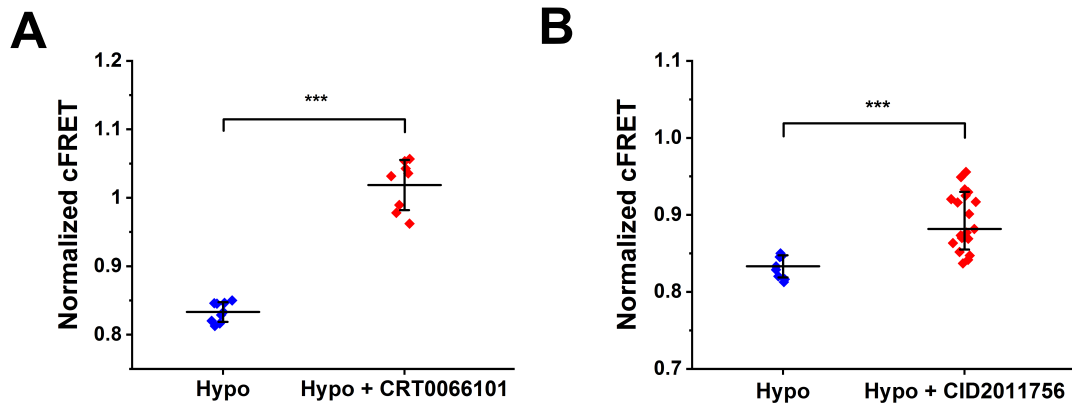 A
Normalized cFRET
1.2
1.1
1
0.9
0.8
***
Hypo
Hypo + CRT0066101
B
Normalized cFRET
1.1
1.0
0.9
0.8
0.7
***
Hypo
Hypo + CID2011756